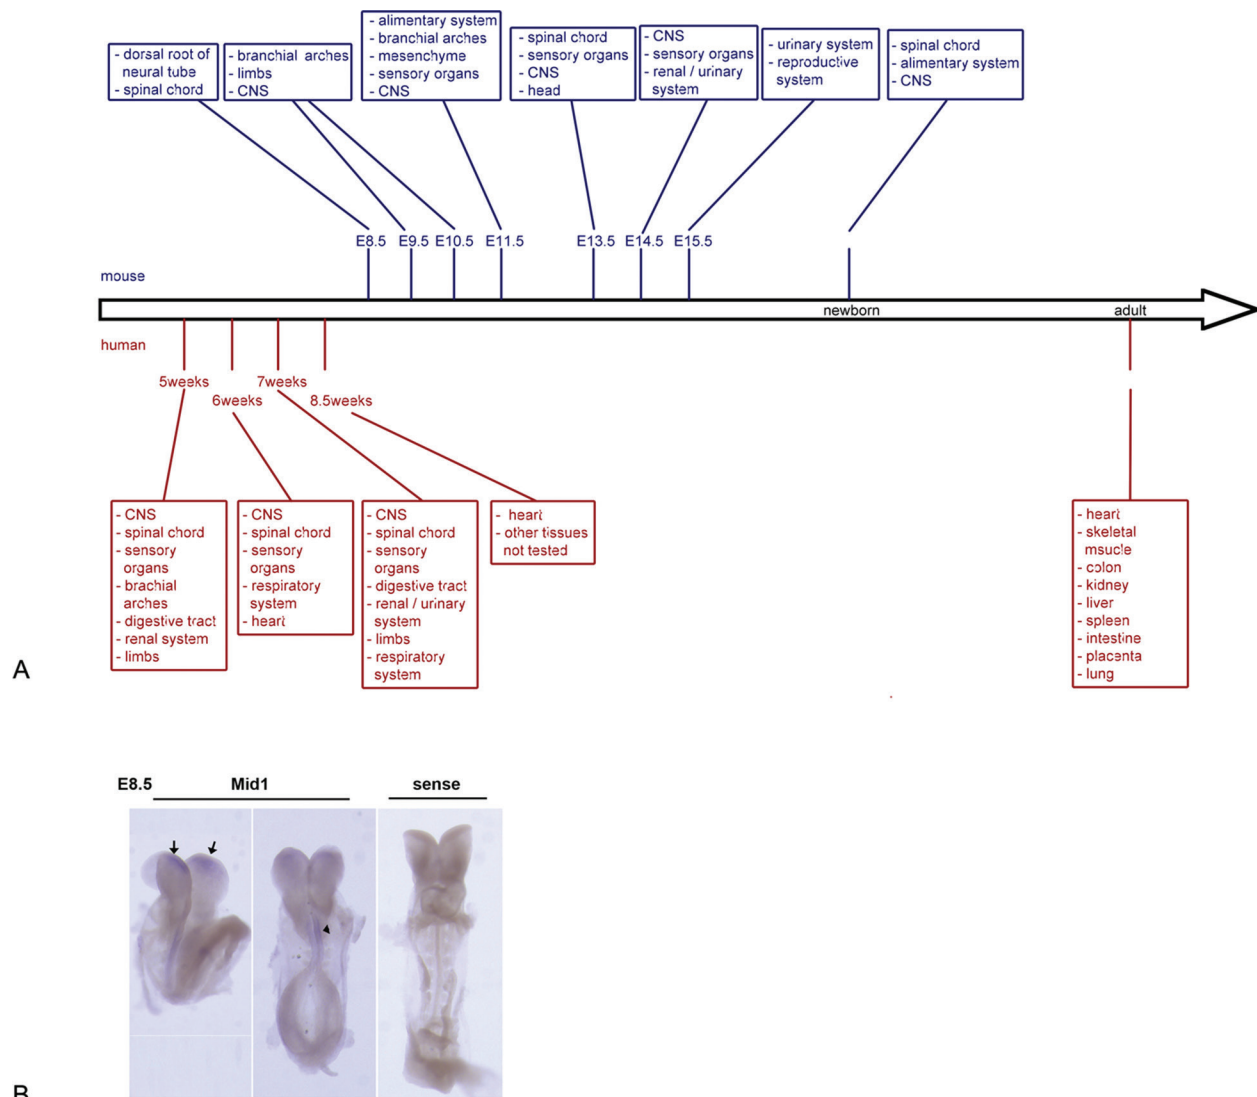 - dorsal root of
neural tube
- spinal chord
- branchial arches
- limbs
- CNS
- alimentary system
- branchial arches
- mesenchyme
- sensory organs
- CNS
- spinal chord
- sensory organs
- CNS
- head
- CNS
- sensory organs
- renal / urinary
system
- urinary system
- reproductive
system
- spinal chord
- alimentary system
- CNS
E8.5 E9.5 E10.5 E11.5 E13.5 E14.5 E15.5
mouse
newborn adult
human
5weeks 7weeks
6weeks 8.5weeks
- CNS
- spinal chord
- sensory
organs
- brachial
arches
- digestive tract
- renal system
- limbs
- CNS
- spinal chord
- sensory
organs
- respiratory
system
- heart
- CNS
- spinal chord
- sensory
organs
- digestive tract
- renal / urinary
system
- limbs
- respiratory
system
- heart
- other tissues
not tested
- heart
- skeletal
msucle
- colon
- kidney
- liver
- spleen
- intestine
- placenta
- lung
A
E8.5 Mid1 sense
B